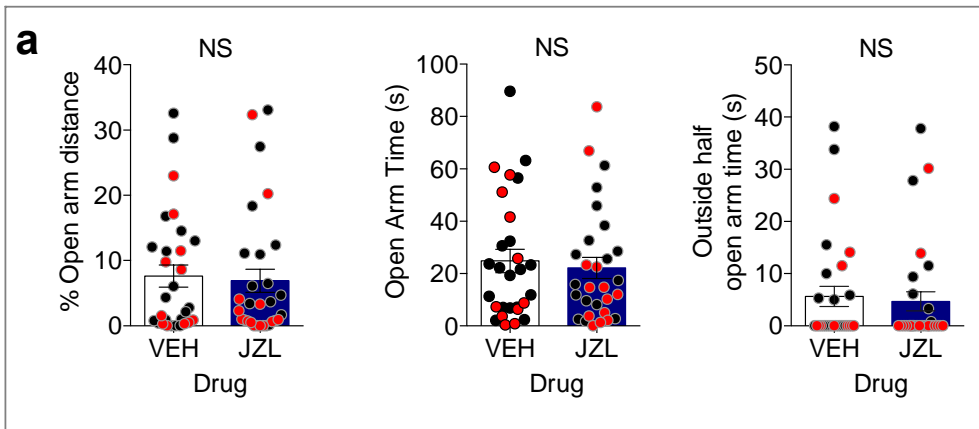 a
NS
% Open arm distance
40
30
20
10
0
VEH JZL
Drug
NS
Open Arm Time (s)
100
80
60
40
20
0
VEH JZL
Drug
NS
Outside half
open arm time (s)
50
40
30
20
10
0
VEH JZL
Drug